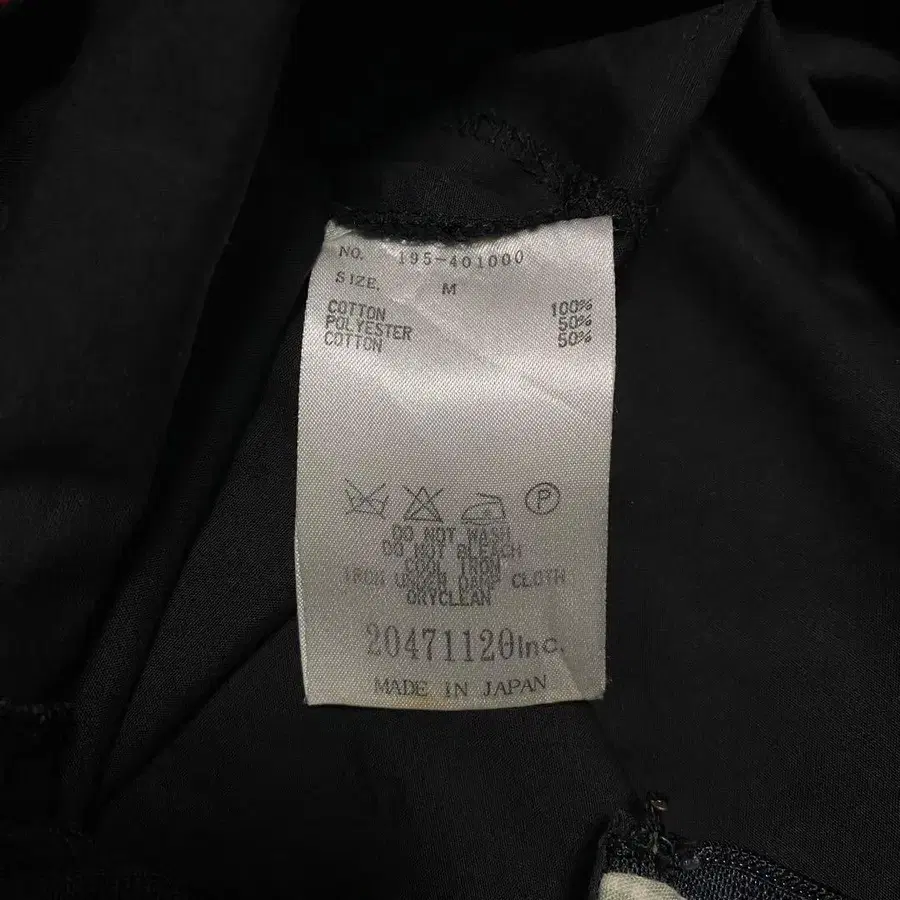 NO. 195-401000
SIZE. M
COTTON 100%
POLYESTER 50%
COTTON 50%
P
DO NOT WASH
DO NOT BLEACH
COOL IRON
IRON UNDER DAMP CLOTH
DRYCLEAN
20471120Inc.
MADE IN JAPAN